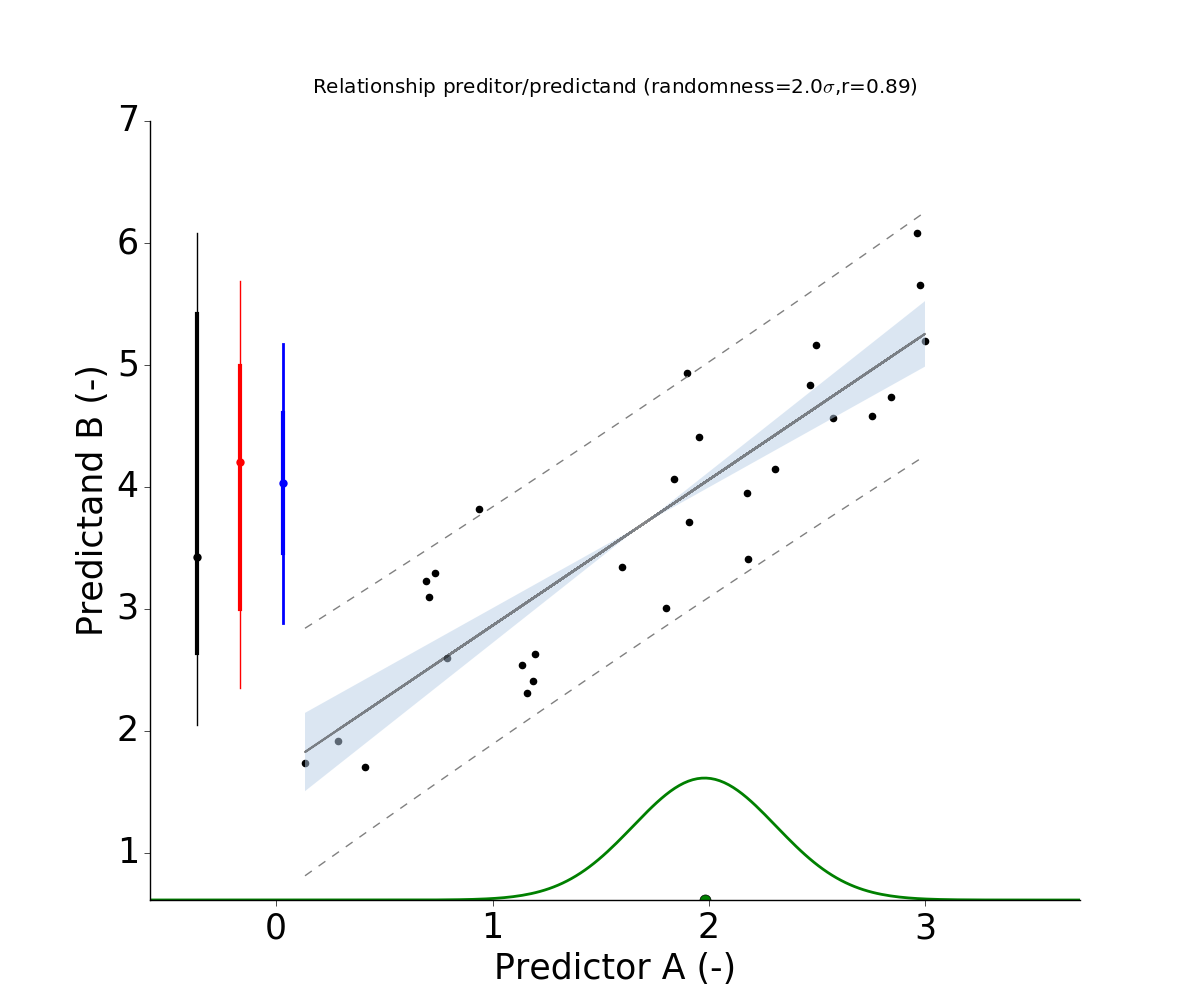 Relationship preditor/predictand (randomness=2.0σ,r=0.89)
7
6
5
4
3
2
1
Predictand B (-)
0 1 2 3
Predictor A (-)